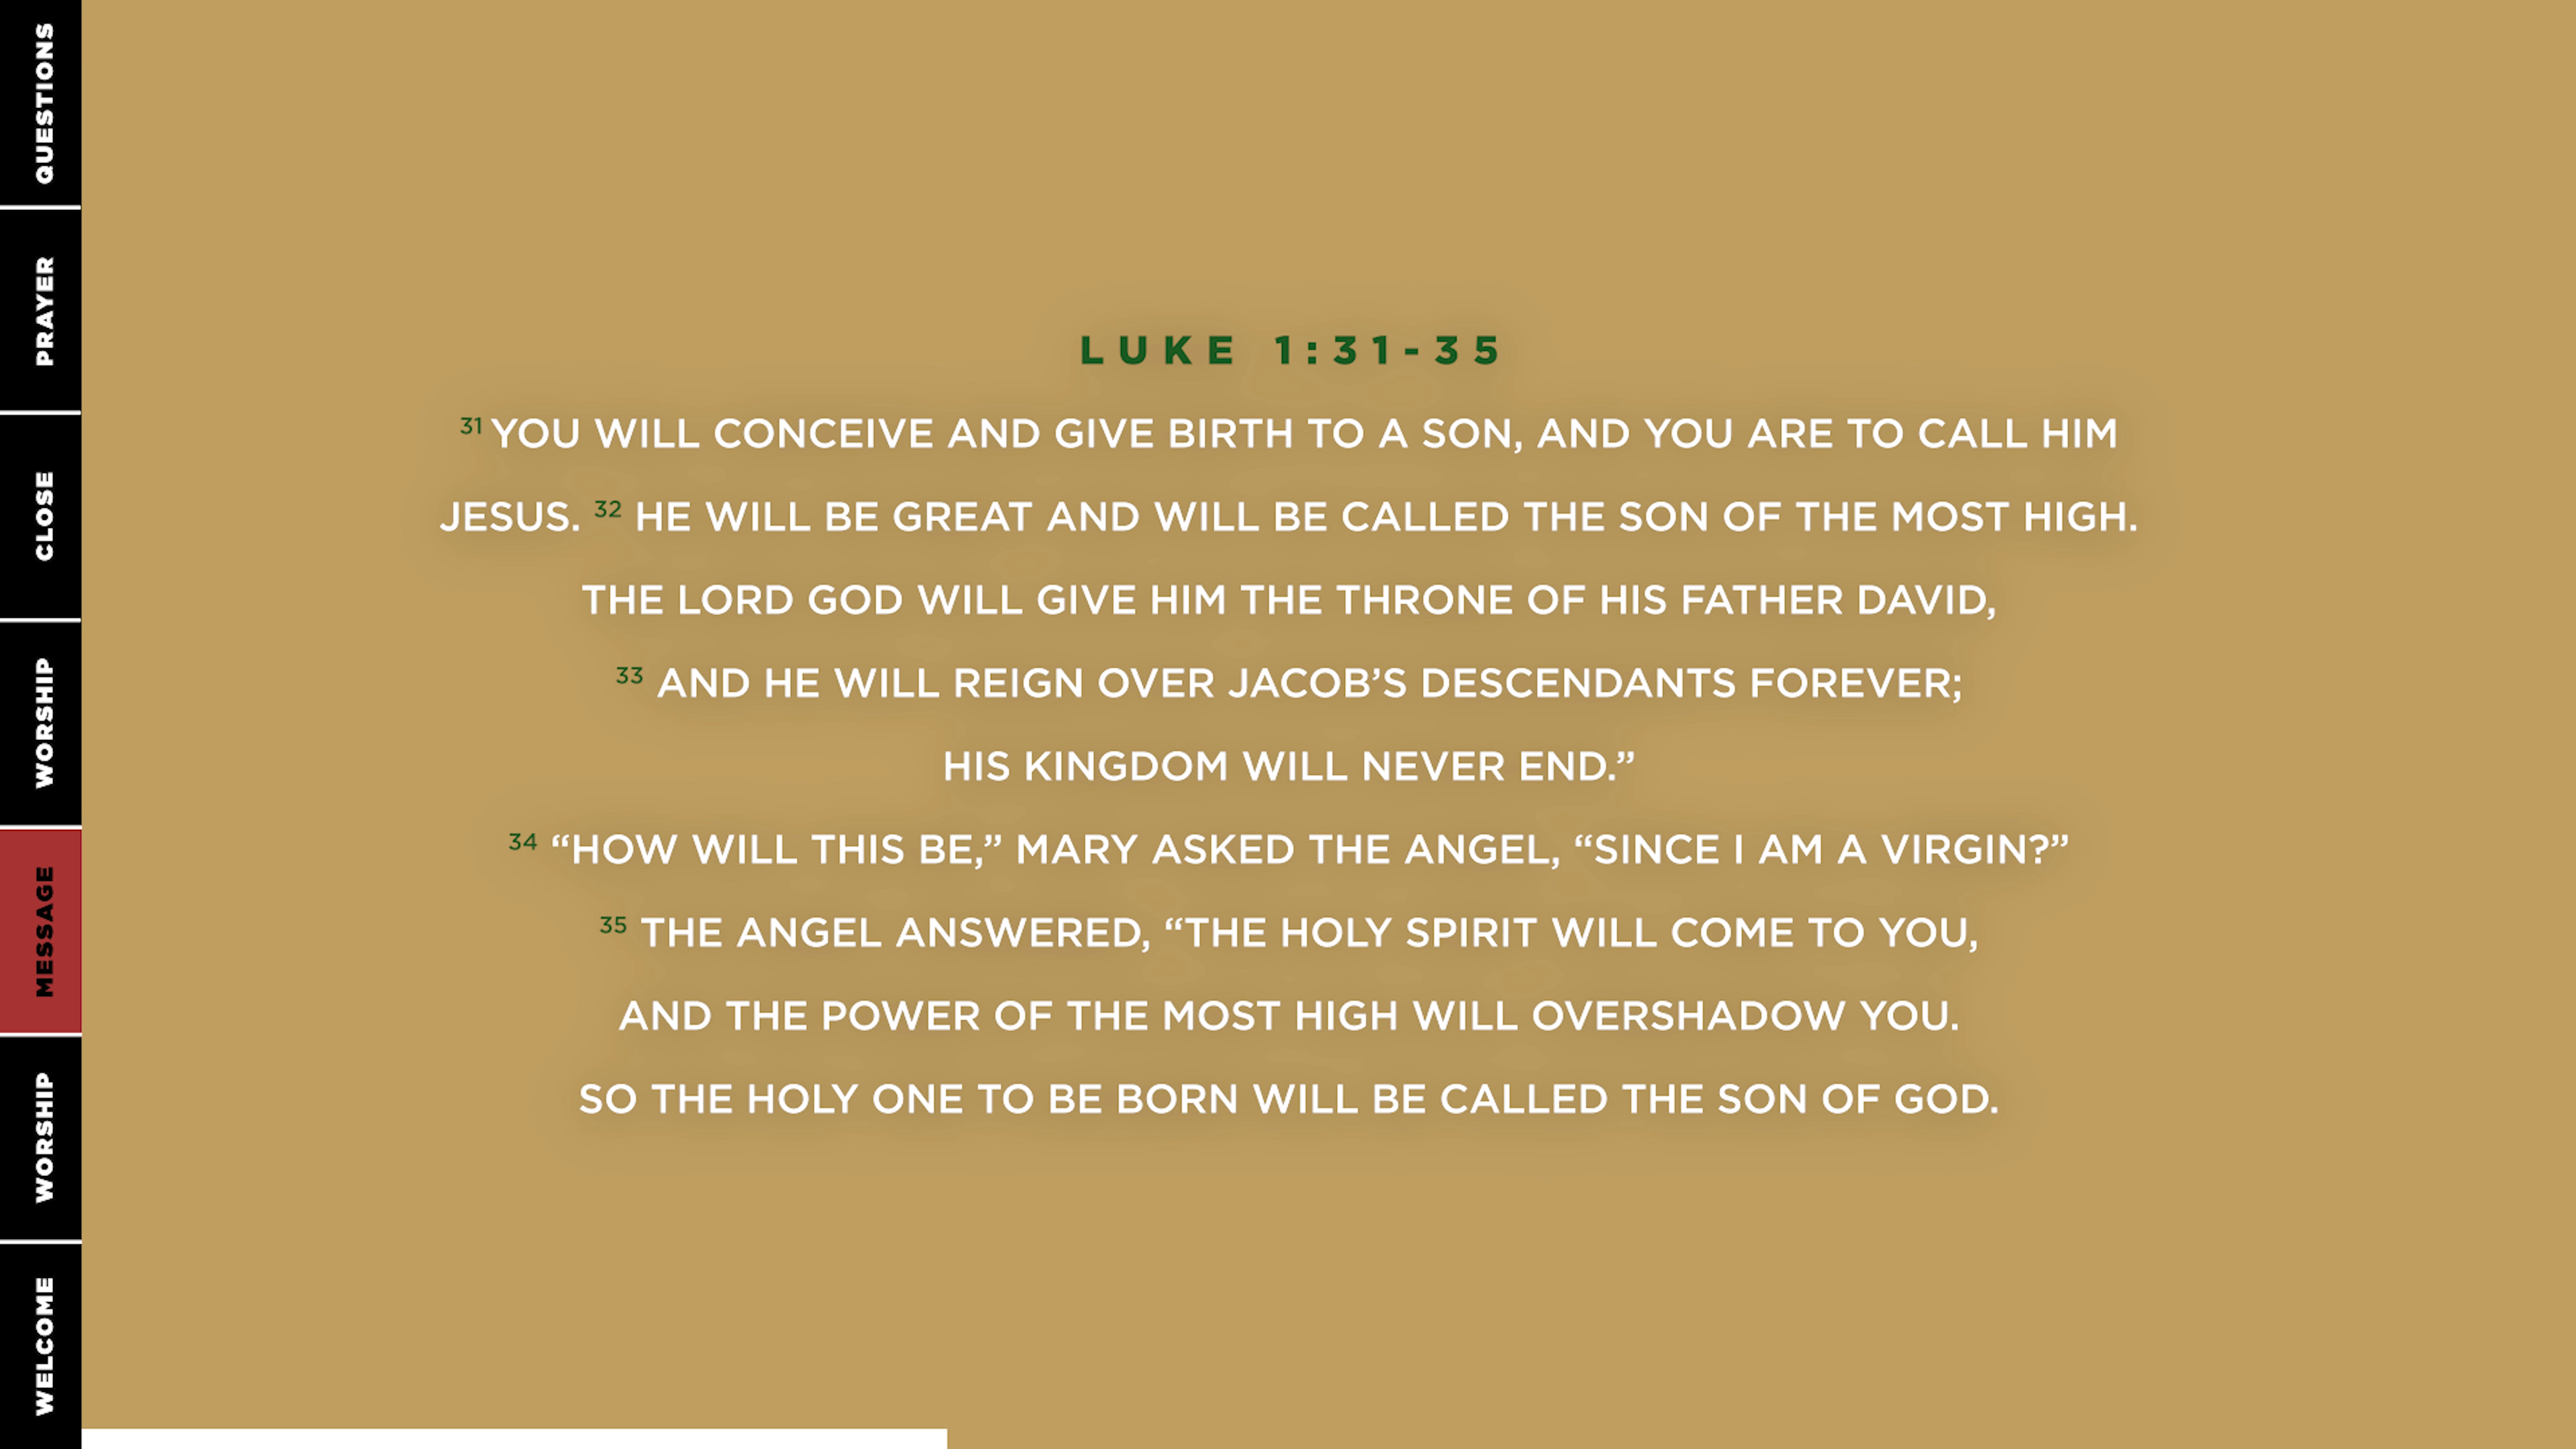 QUESTIONS
PRAYER
CLOSE
WORSHIP
MESSAGE
WORSHIP
WELCOME
LUKE 1:31-35
31 YOU WILL CONCEIVE AND GIVE BIRTH TO A SON, AND YOU ARE TO CALL HIM
JESUS. 32 HE WILL BE GREAT AND WILL BE CALLED THE SON OF THE MOST HIGH.
THE LORD GOD WILL GIVE HIM THE THRONE OF HIS FATHER DAVID,
33 AND HE WILL REIGN OVER JACOB’S DESCENDANTS FOREVER;
HIS KINGDOM WILL NEVER END.”
34 “HOW WILL THIS BE,” MARY ASKED THE ANGEL, “SINCE I AM A VIRGIN?”
35 THE ANGEL ANSWERED, “THE HOLY SPIRIT WILL COME TO YOU,
AND THE POWER OF THE MOST HIGH WILL OVERSHADOW YOU.
SO THE HOLY ONE TO BE BORN WILL BE CALLED THE SON OF GOD.